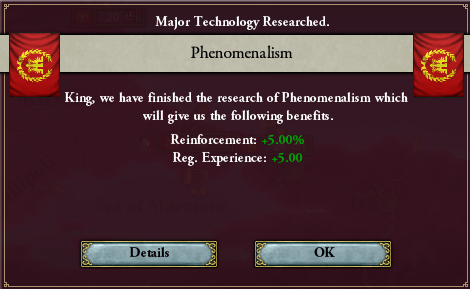 Major Technology Researched.
Phenomenalism
King, we have finished the research of Phenomenalism which
will give us the following benefits.
Reinforcement: +5.00%
Reg. Experience: +5.00
Details
OK